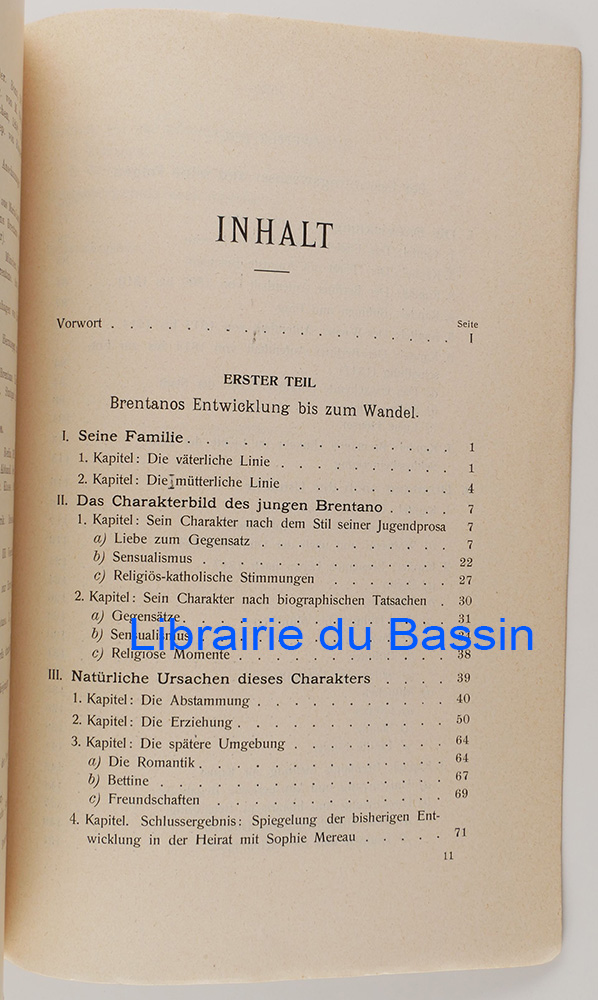 INHALT
Seite
Vorwort . . . . . . . . . . . . . . . . . . I
ERSTER TEIL
Brentanos Entwicklung bis zum Wandel.
I. Seine Familie . . . . . . . . . . . . . 1
1. Kapitel: Die väterliche Linie . . . . . . . . . 1
2. Kapitel: Die mütterliche Linie . . . . . . . . 4
II. Das Charakterbild des jungen Brentano . . . . 7
1. Kapitel: Sein Charakter nach dem Stil seiner Jugendprosa 7
a) Liebe zum Gegensatz . . . . . . . . . . 7
b) Sensualismus . . . . . . . . . . . . . 22
c) Religiös-katholische Stimmungen . . . . . . . 27
2. Kapitel: Sein Charakter nach biographischen Tatsachen . 30
a) Gegensätze . . . . . . . . . . . . . 31
b) Sensualismus . . . . . . . . . . . .
c) Religiöse Momente . . . . . . . . . . . 38
Librairie du Bassin
III. Natürliche Ursachen dieses Charakters . . . . 39
1. Kapitel: Die Abstammung . . . . . . . . . . 40
2. Kapitel: Die Erziehung . . . . . . . . . . . 50
3. Kapitel: Die spätere Umgebung . . . . . . . . 64
a) Die Romantik . . . . . . . . . . . . . 64
b) Bettine . . . . . . . . . . . . . . . 67
c) Freundschaften . . . . . . . . . . . . 69
4. Kapitel. Schlussergebnis: Spiegelung der bisherigen Ent-
wicklung in der Heirat mit Sophie Mereau . . . . . 71
11